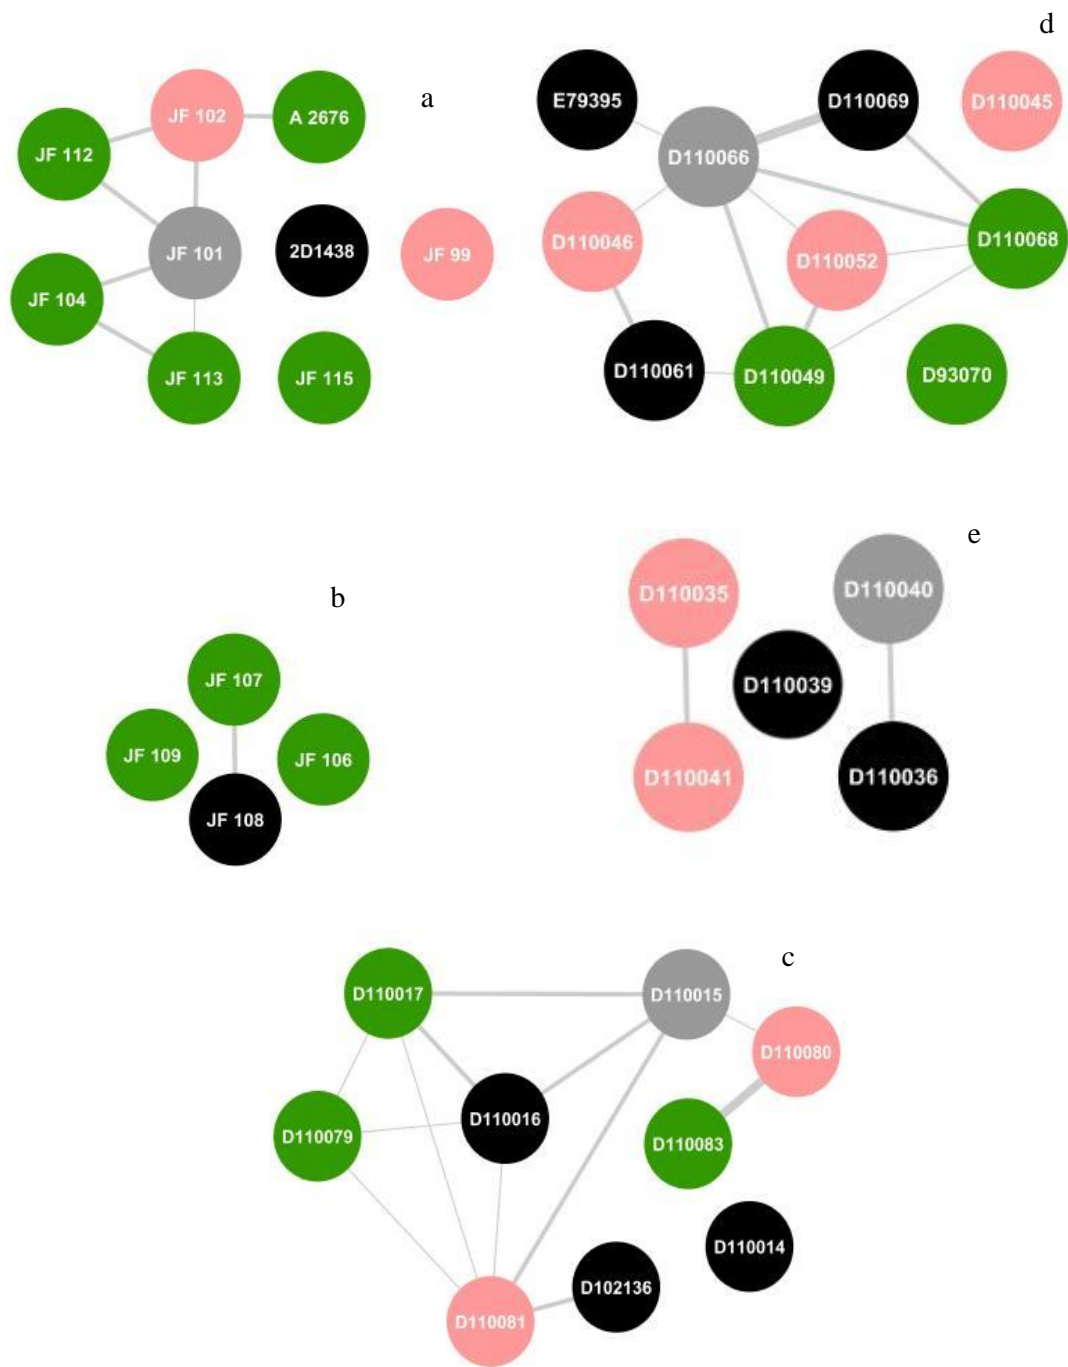 d
E79395
D110069
D110045
JF 102
A 2676
a
JF 112
D110066
D110046
D110052
D110068
JF 101
2D1438
JF 99
JF 104
D110061
D110049
D93070
JF 113
JF 115
e
D110035
D110040
b
JF 107
D110039
JF 109
JF 106
D110041
D110036
JF 108
c
D110017
D110015
D110080
D110016
D110079
D110083
D110014
D102136
D110081